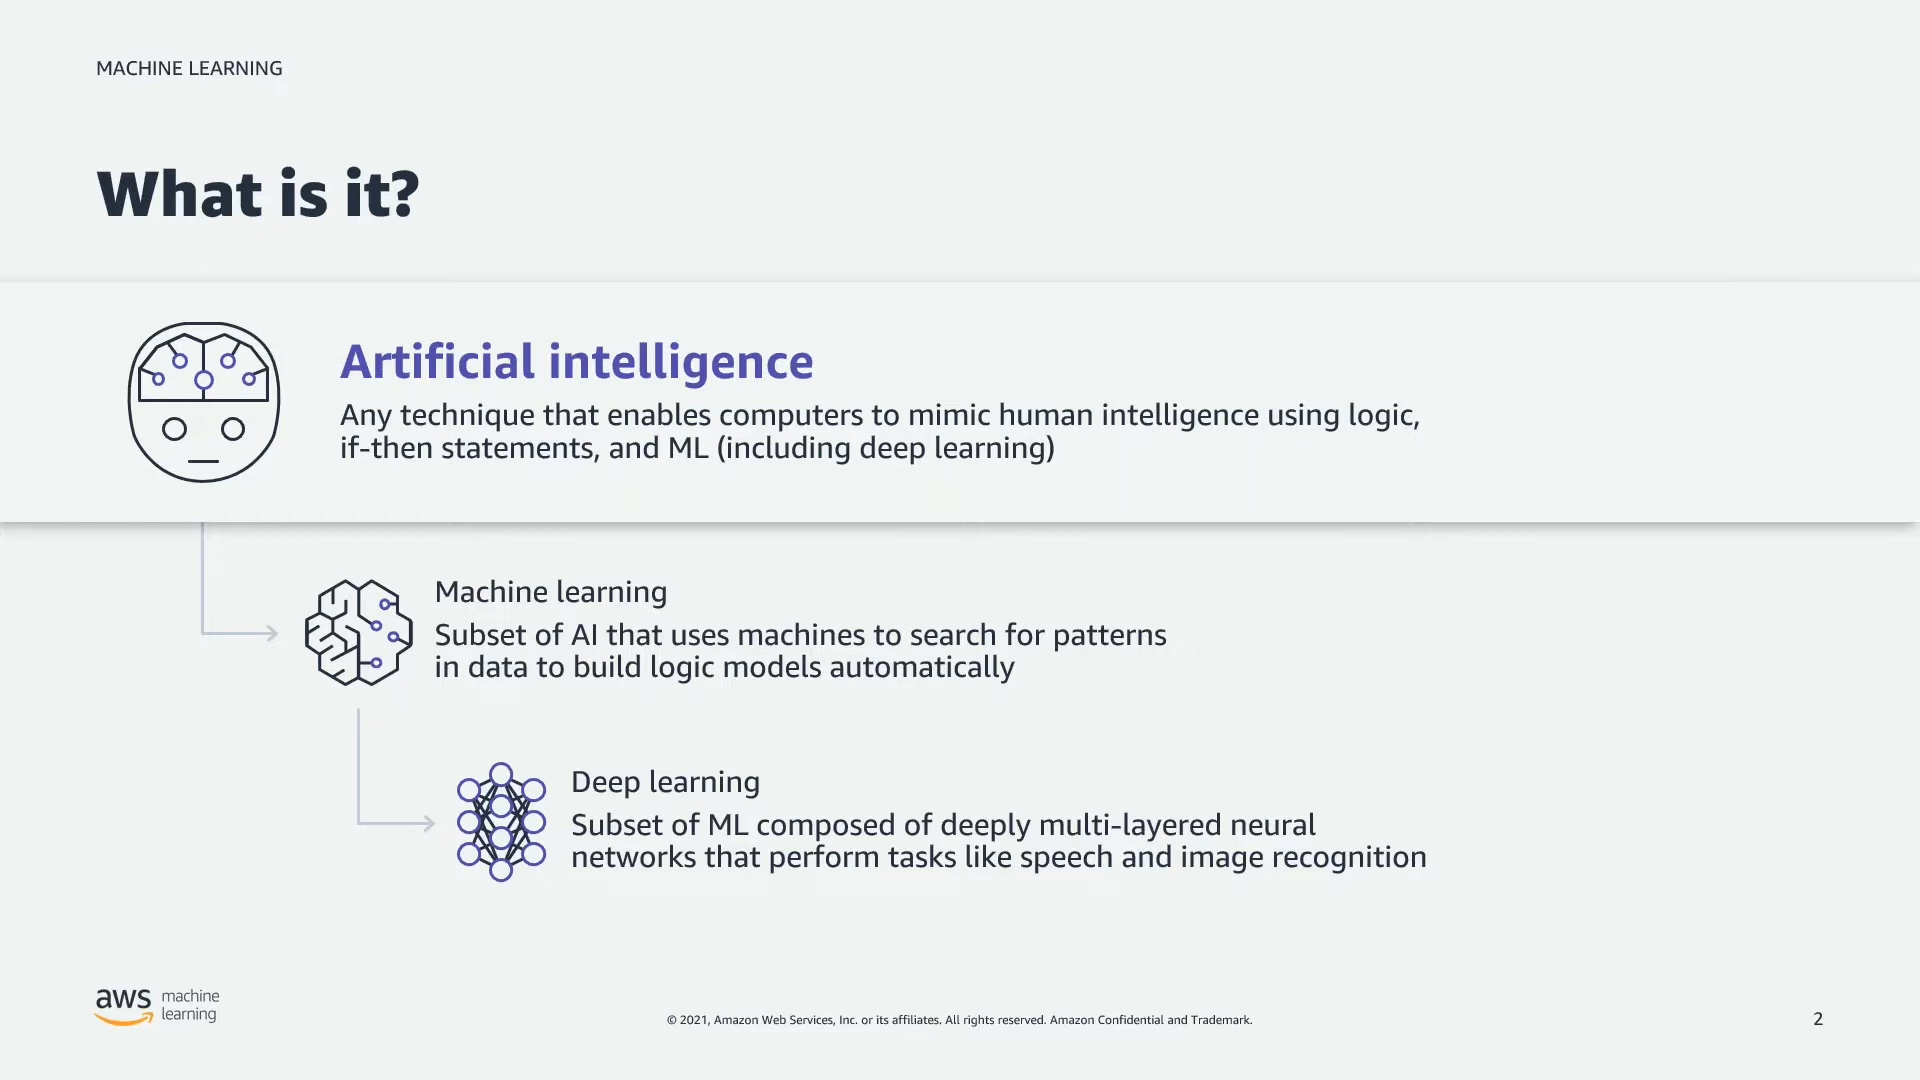 MACHINE LEARNING
What is it?
Artificial intelligence
Any technique that enables computers to mimic human intelligence using logic,
if-then statements, and ML (including deep learning)
Machine learning
Subset of AI that uses machines to search for patterns
in data to build logic models automatically
Deep learning
Subset of ML composed of deeply multi-layered neural
networks that perform tasks like speech and image recognition
aws machine
learning
© 2021, Amazon Web Services, Inc. or its affiliates. All rights reserved. Amazon Confidential and Trademark.
2